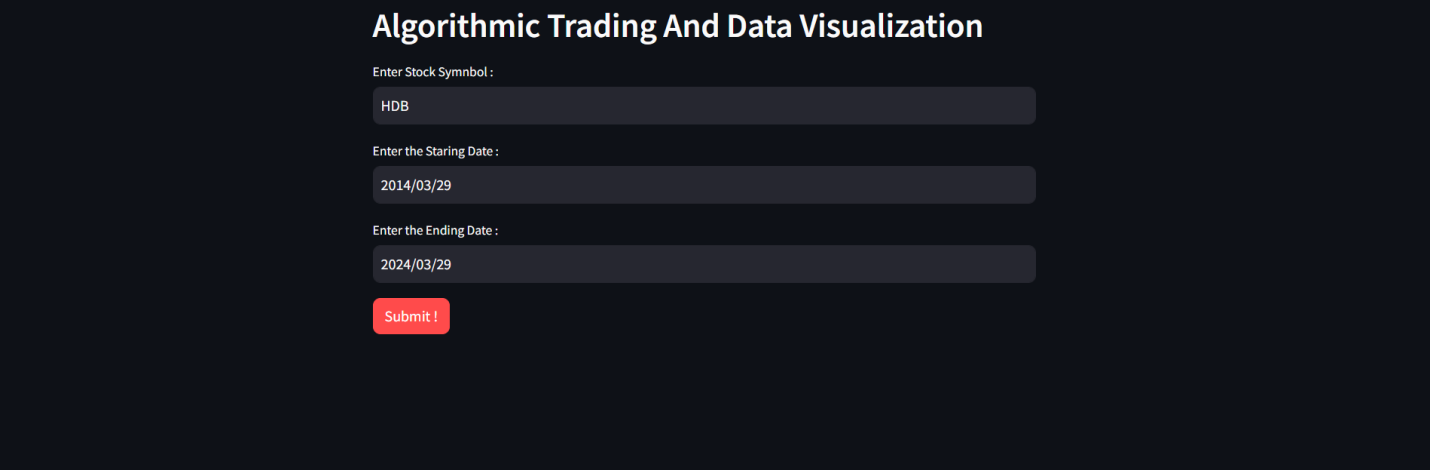 Algorithmic Trading And Data Visualization
Enter Stock Symnbol :
HDB
Enter the Staring Date :
2014/03/29
Enter the Ending Date :
2024/03/29
Submit !